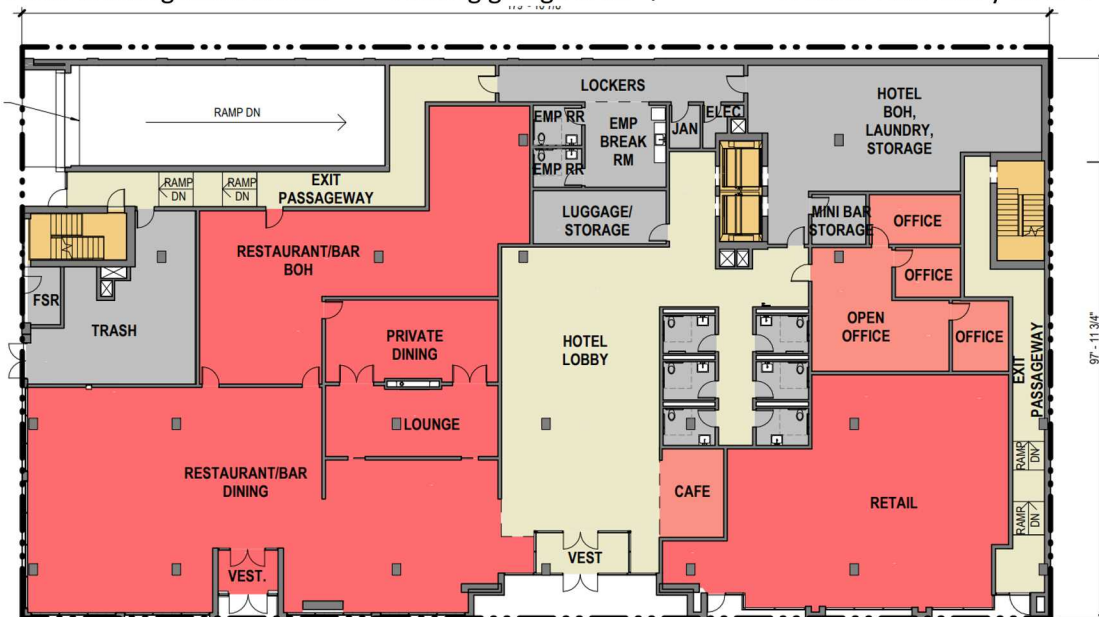 RAMP DN
LOCKERS
HOTEL
BOH,
LAUNDRY,
STORAGE
EMP RR
EMP
BREAK
RM
JAN
ELEC
EMP RR
RAMP
DN
RAMP
DN
EXIT
PASSAGEWAY
LUGGAGE/
STORAGE
MINI BAR
STORAGE
OFFICE
RESTAURANT/BAR
BOH
OFFICE
FSR
TRASH
PRIVATE
DINING
HOTEL
LOBBY
OPEN
OFFICE
OFFICE
EXIT
PASSAGEWAY
97' - 11 3/4"
LOUNGE
RESTAURANT/BAR
DINING
CAFE
RETAIL
RAMP
DN
RAMP
DN
VEST
VEST.